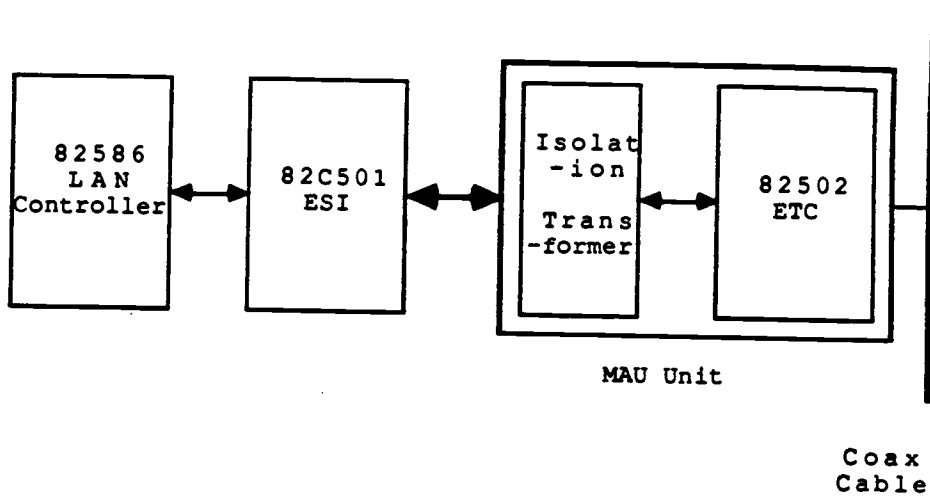 82586
LAN
Controller
82C501
ESI
Isolat
-ion
Trans
-former
82502
ETC
MAU Unit
Coax
Cable